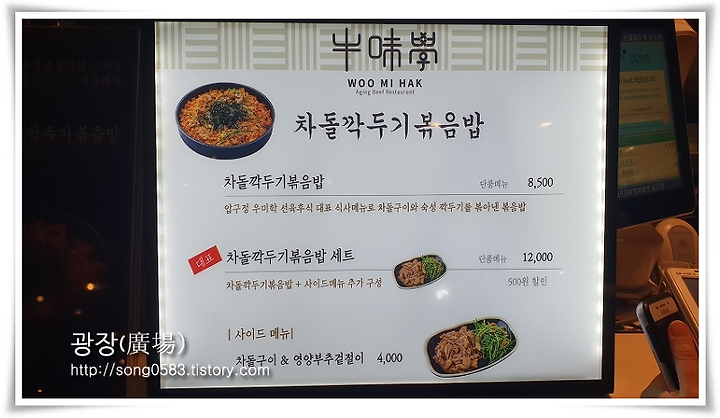 牛味學
WOO MI HAK
Aging Beef Restaurant
차돌깍두기볶음밥
차돌깍두기볶음밥 단품메뉴 8,500
압구정 우미학 선육후식 대표 식사메뉴로 차돌구이와 숙성 깍두기를 볶아낸 볶음밥
대표 차돌깍두기볶음밥 세트 단품메뉴 12,000
차돌깍두기볶음밥 + 사이드메뉴 추가 구성 500원 할인
| 사이드 메뉴|
차돌구이 & 영양부추겉절이 4,000
광장(廣場)
http://song0583.tistory.com